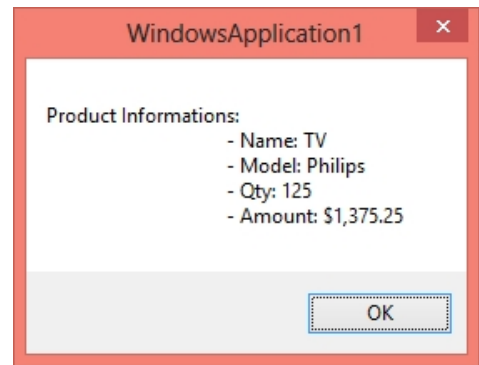 WindowsApplication1
Product Informations:
- Name: TV
- Model: Philips
- Qty: 125
- Amount: $1,375.25
OK